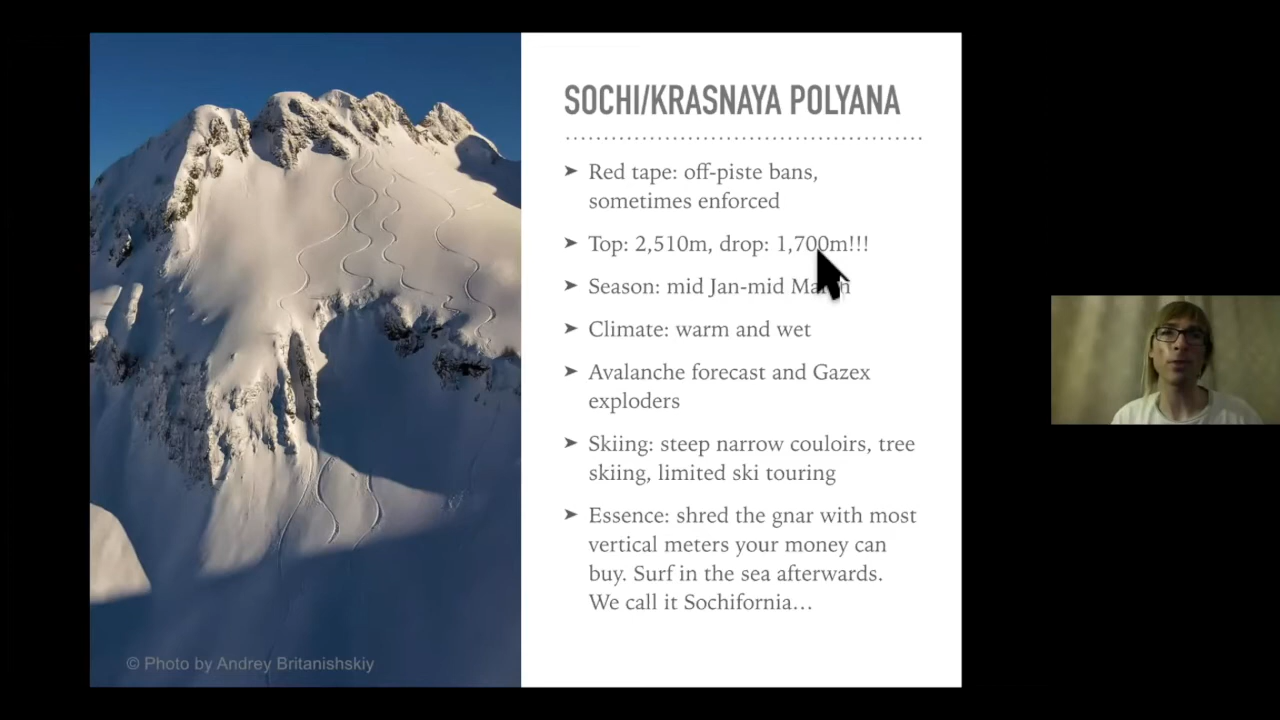 SOCHI/KRASNAYA POLYANA
➤ Red tape: off-piste bans,
sometimes enforced
➤ Top: 2,510m, drop: 1,700m!!!
➤ Season: mid Jan-mid
➤ Climate: warm and wet
➤ Avalanche forecast and Gazex
exploders
➤ Skiing: steep narrow couloirs, tree
skiing, limited ski touring
➤ Essence: shred the gnar with most
vertical meters your money can
buy. Surf in the sea afterwards.
We call it Sochifornia...
© Photo by Andrey Britanishskiy